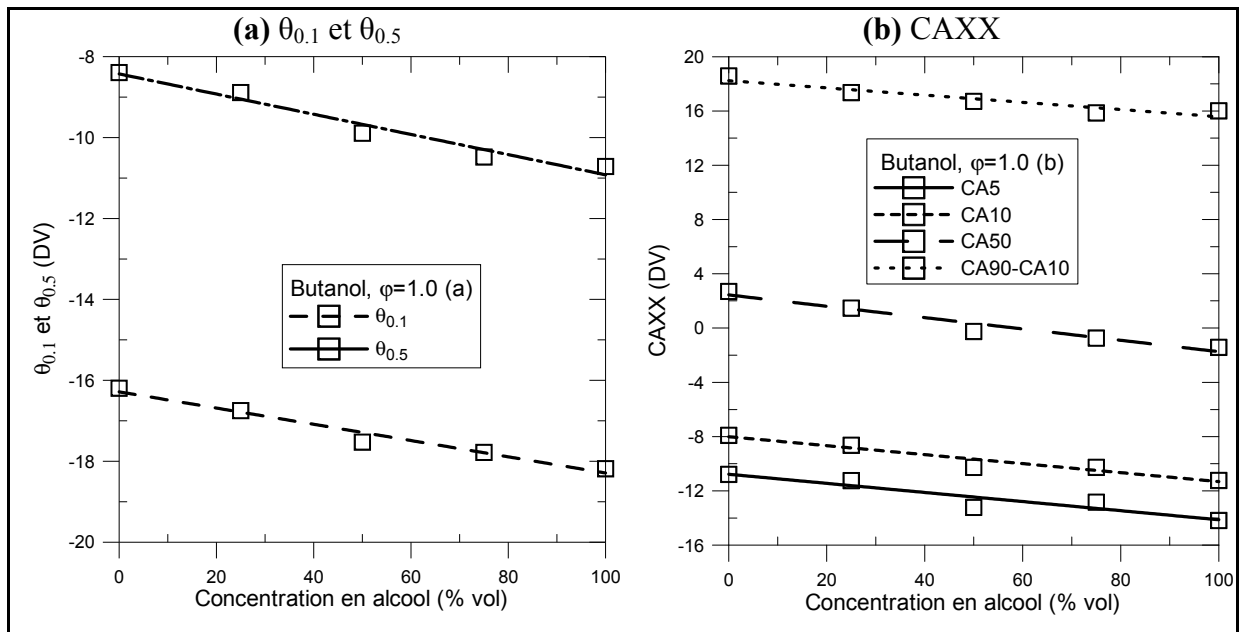 (a) θ0.1 et θ0.5
-8
-10
-12
-14
-16
-18
-20
θ0.1 et θ0.5 (DV)
Butanol, φ=1.0 (a)
θ0.1
θ0.5
0 20 40 60 80 100
Concentration en alcool (% vol)
(b) CAXX
20
16
12
8
4
0
-4
-8
-12
-16
CAXX (DV)
Butanol, φ=1.0 (b)
CA5
CA10
CA50
CA90-CA10
0 20 40 60 80 100
Concentration en alcool (% vol)